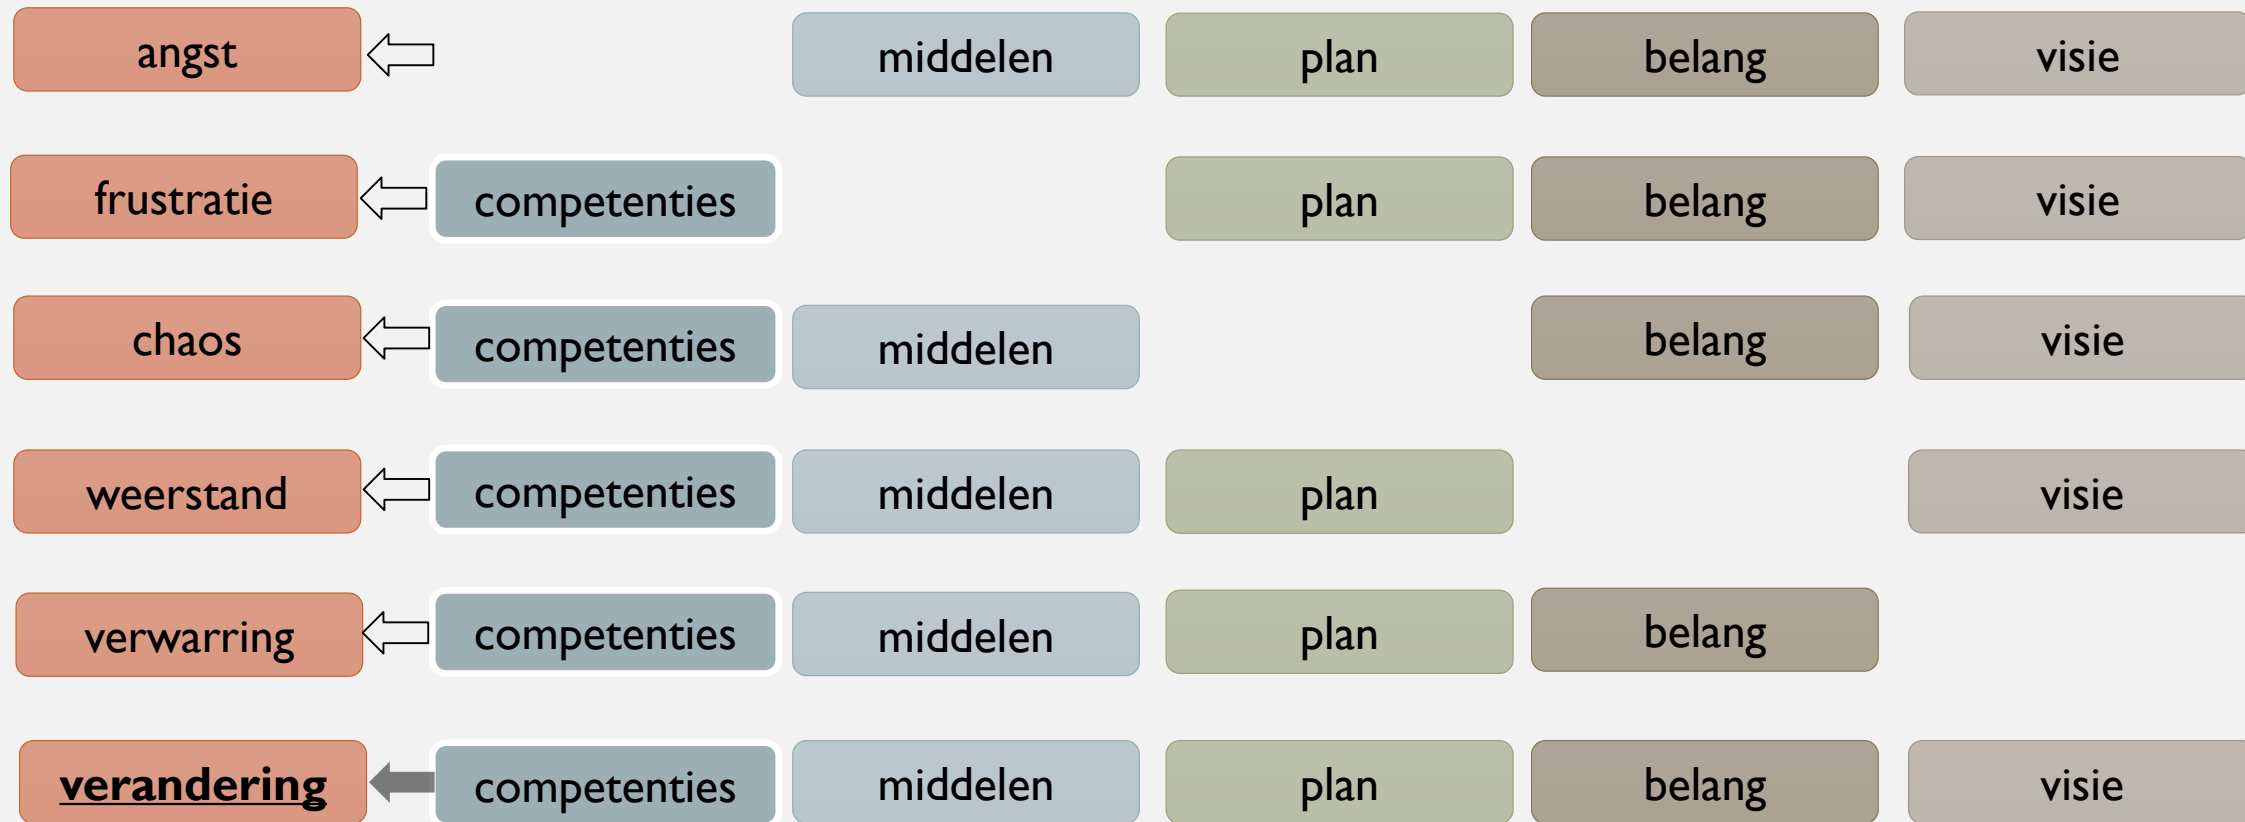 angst middelen plan belang visie
frustratie competenties plan belang visie
chaos competenties middelen belang visie
weerstand competenties middelen plan visie
verwarring competenties middelen plan belang
verandering competenties middelen plan belang visie